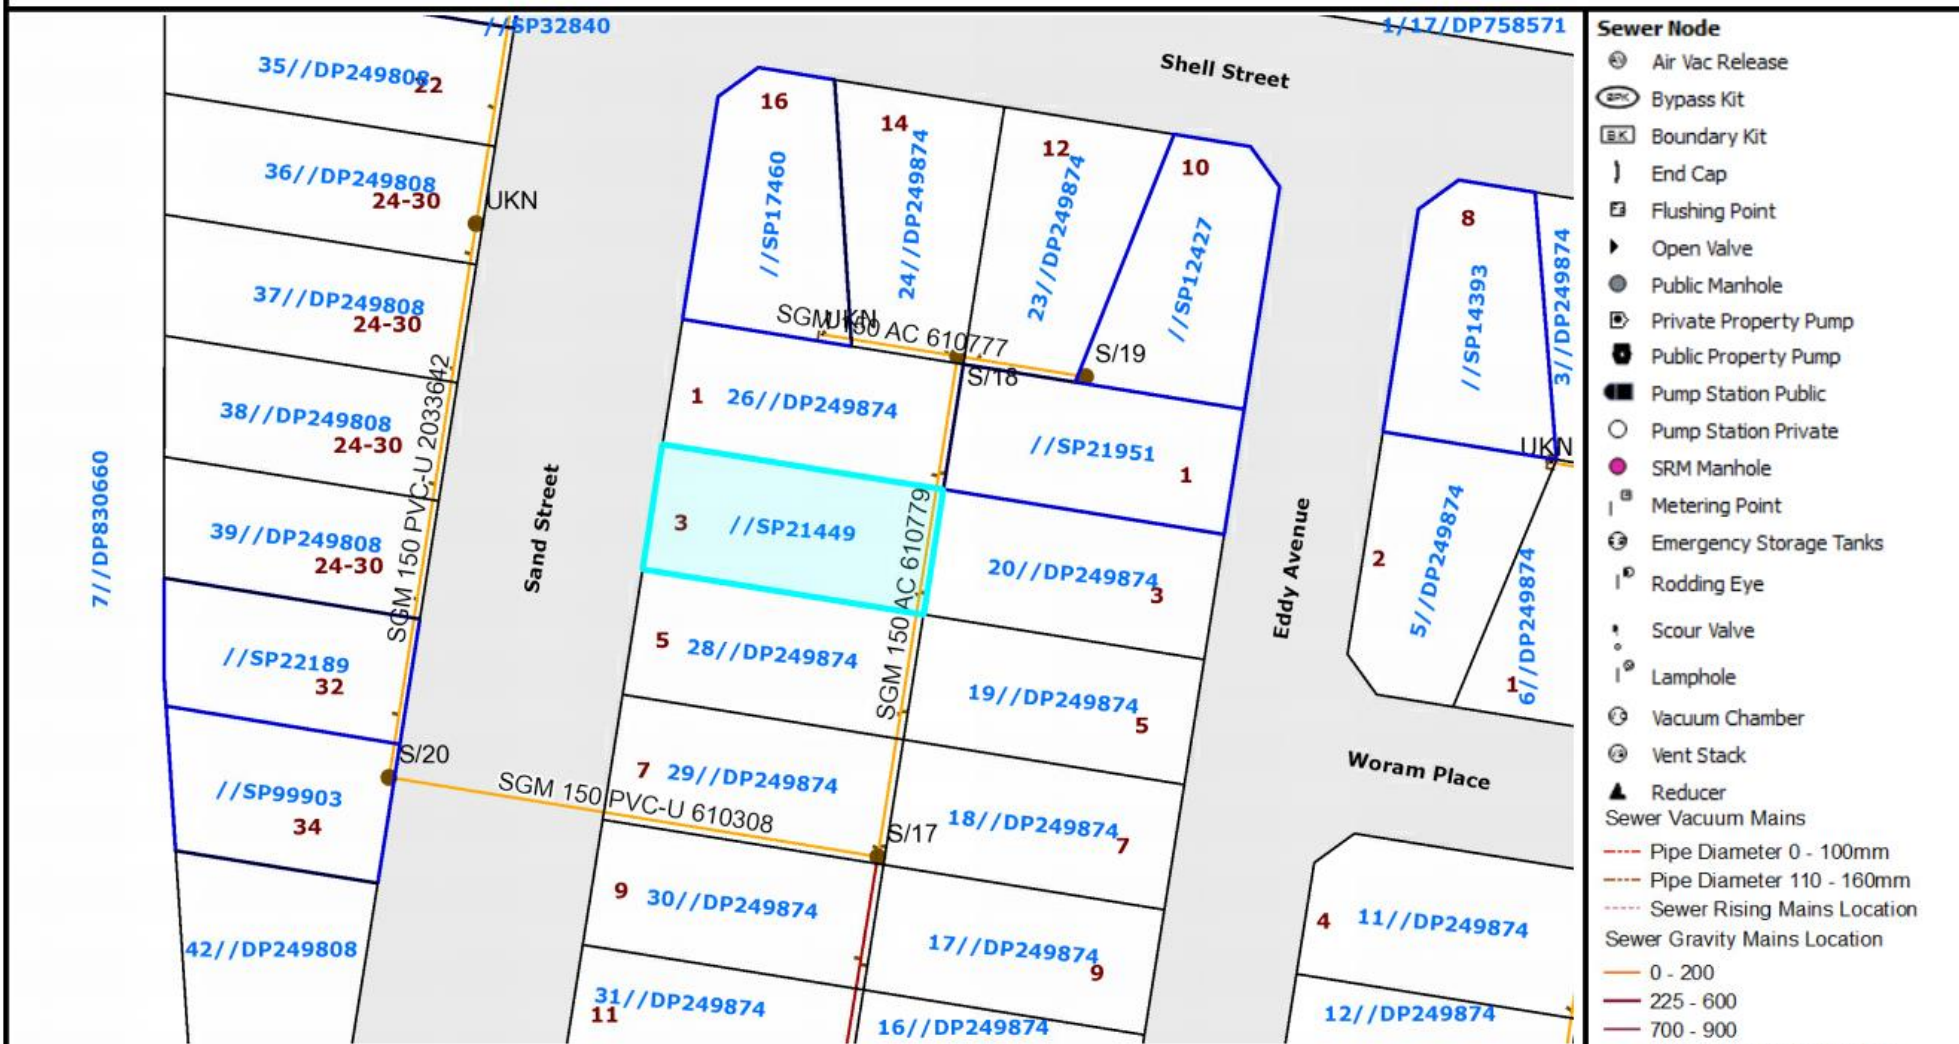 //SP32840
1/17/DP758571
Shell Street
35//DP249808
22
36//DP249808
24-30
UKN
37//DP249808
24-30
38//DP249808
24-30
39//DP249808
24-30
//SP22189
32
//SP99903
34
42//DP249808
7//DP830660
SGM 150 PVC-U 2033642
S/20
Sand Street
16
//SP17460
14
24//DP249874
12
23//DP249874
10
//SP12427
UKN
SGM 150 AC 610777
S/18
S/19
1
26//DP249874
//SP21951
1
3
//SP21449
SGM 150 AC 610779
20//DP249874
3
5
28//DP249874
19//DP249874
5
7
29//DP249874
SGM 150 PVC-U 610308
S/17
18//DP249874
7
9
30//DP249874
17//DP249874
9
31//DP249874
11
16//DP249874
Eddy Avenue
8
//SP14393
3//DP249874
UKN
2
5//DP249874
6//DP249874
1
Woram Place
4
11//DP249874
12//DP249874
Sewer Node
Air Vac Release
Bypass Kit
Boundary Kit
End Cap
Flushing Point
Open Valve
Public Manhole
Private Property Pump
Public Property Pump
Pump Station Public
Pump Station Private
SRM Manhole
Metering Point
Emergency Storage Tanks
Rodding Eye
Scour Valve
Lamphole
Vacuum Chamber
Vent Stack
Reducer
Sewer Vacuum Mains
Pipe Diameter 0 - 100mm
Pipe Diameter 110 - 160mm
Sewer Rising Mains Location
Sewer Gravity Mains Location
0 - 200
225 - 600
700 - 900